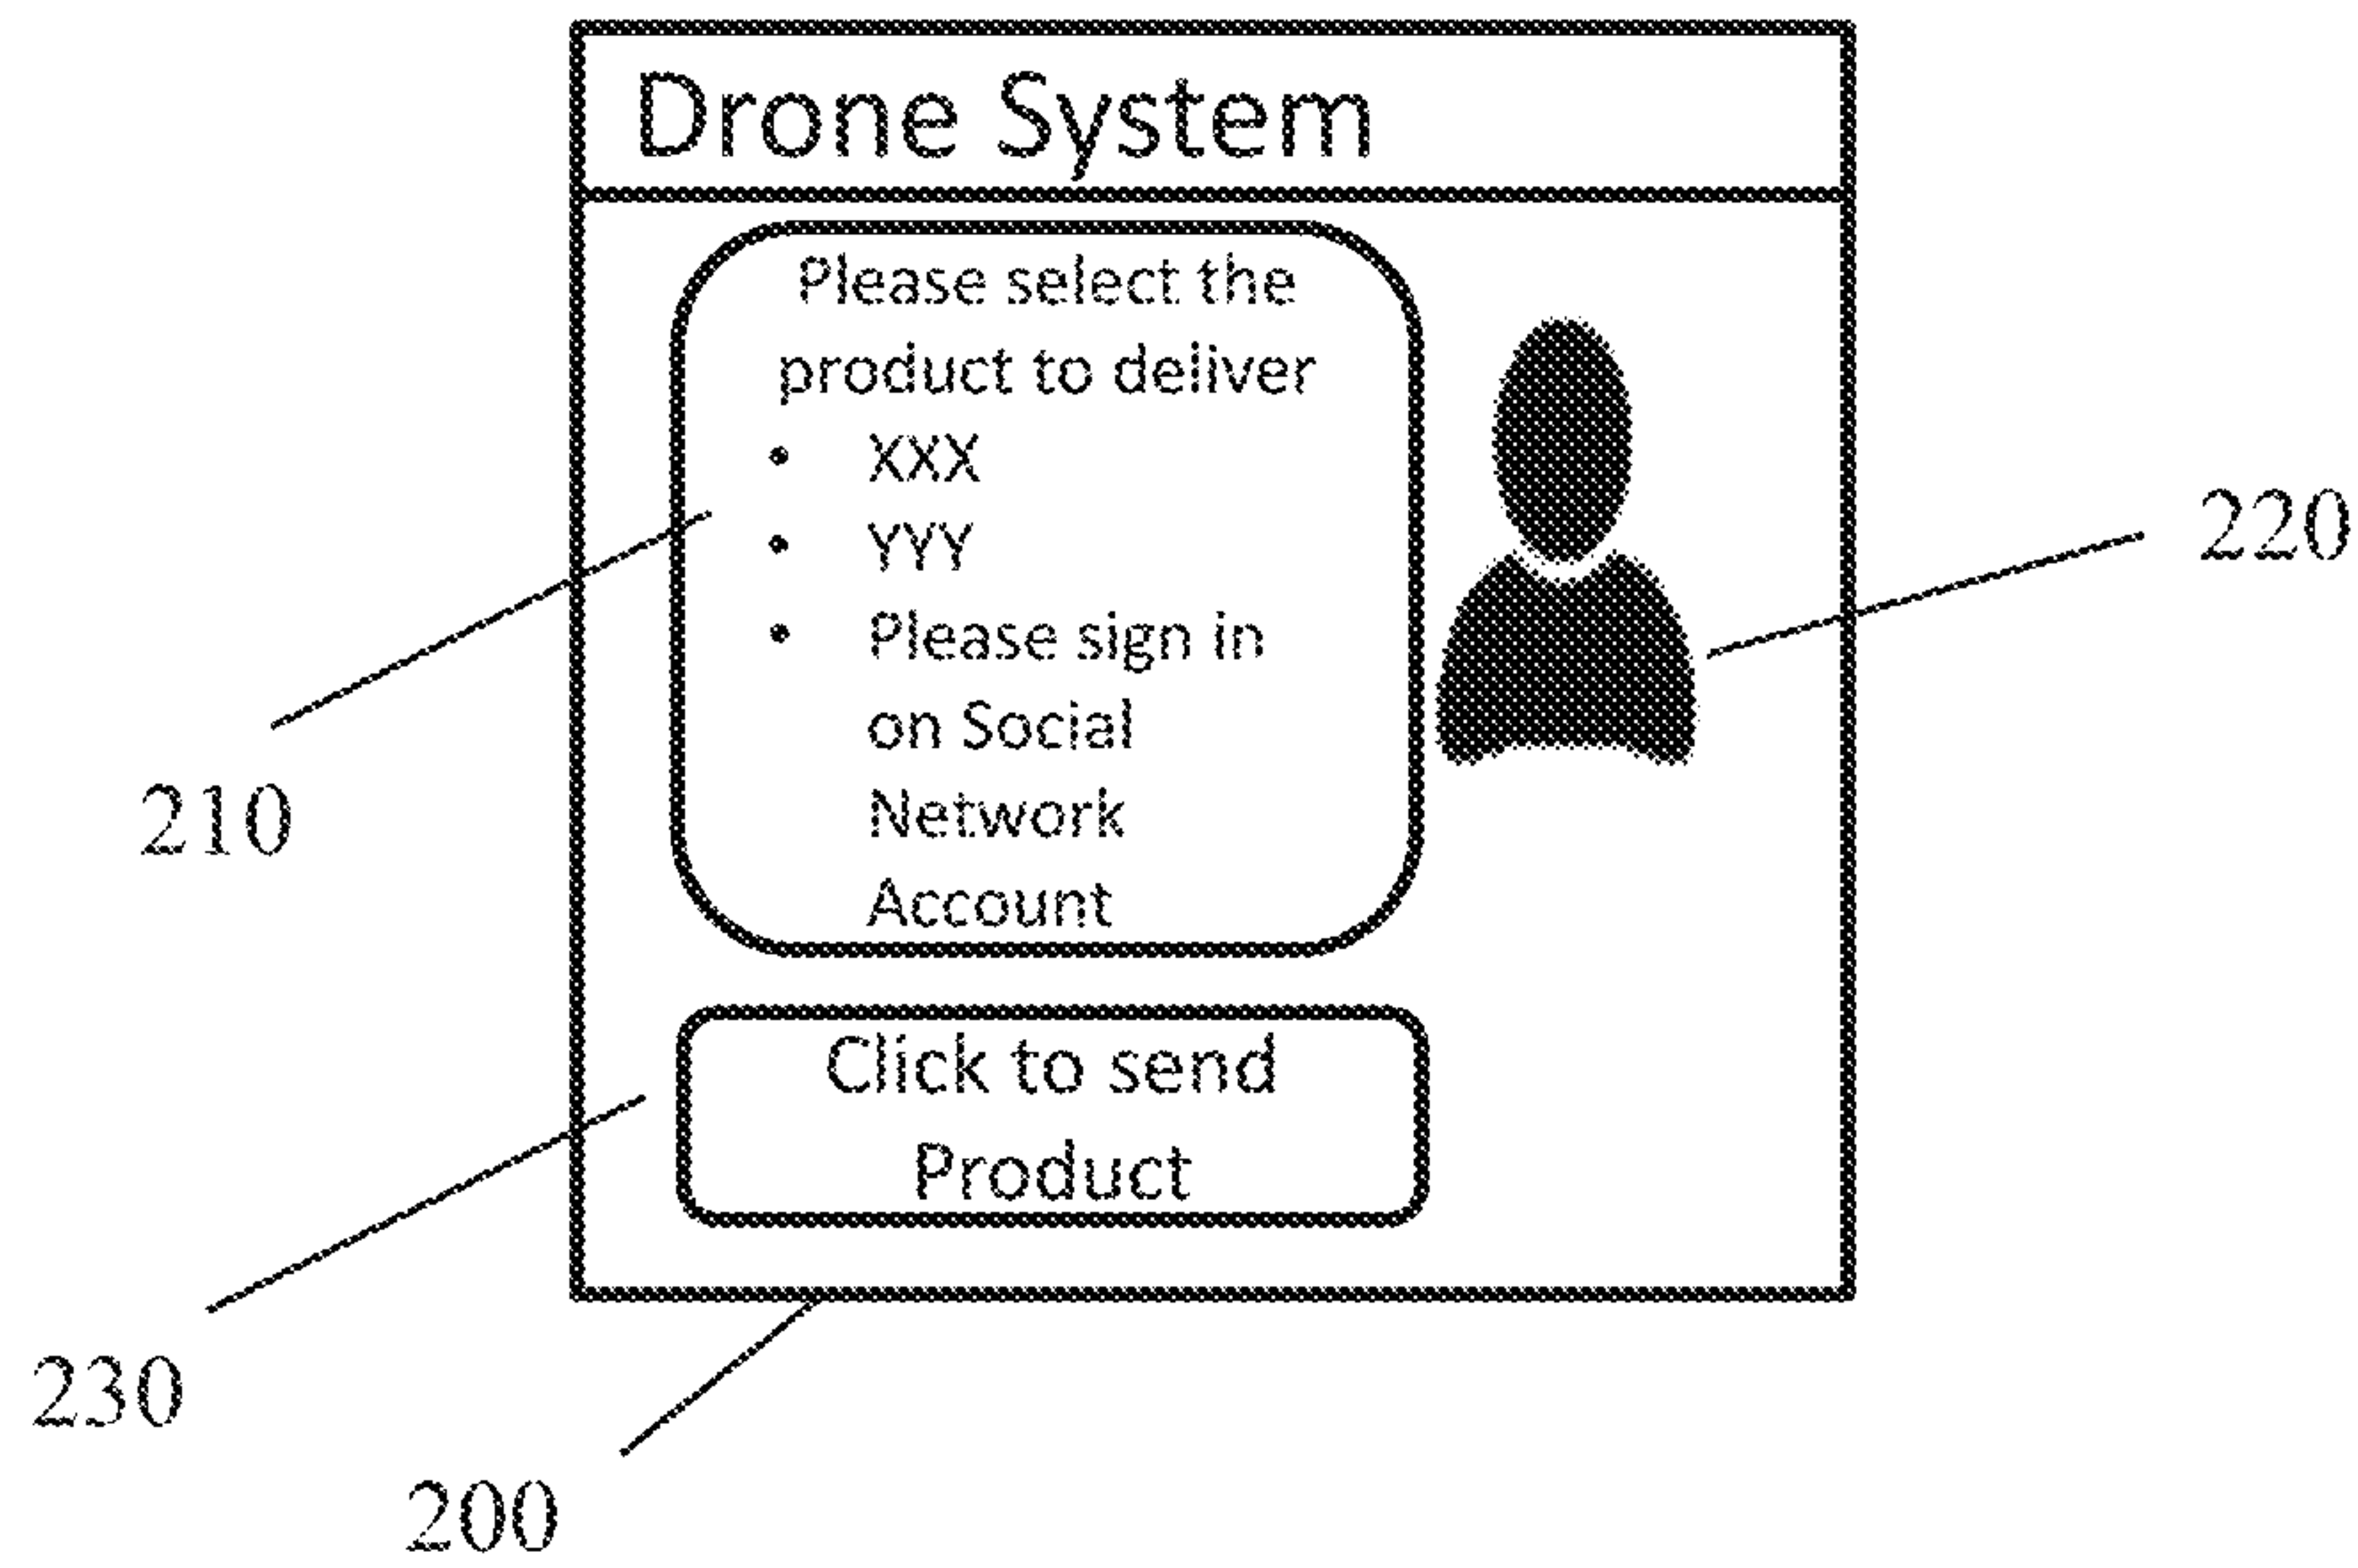 Drone System
Please select the
product to deliver
• XXX
• YYY
• Please sign in
on Social
Network
Account
Click to send
Product
210
220
230
200